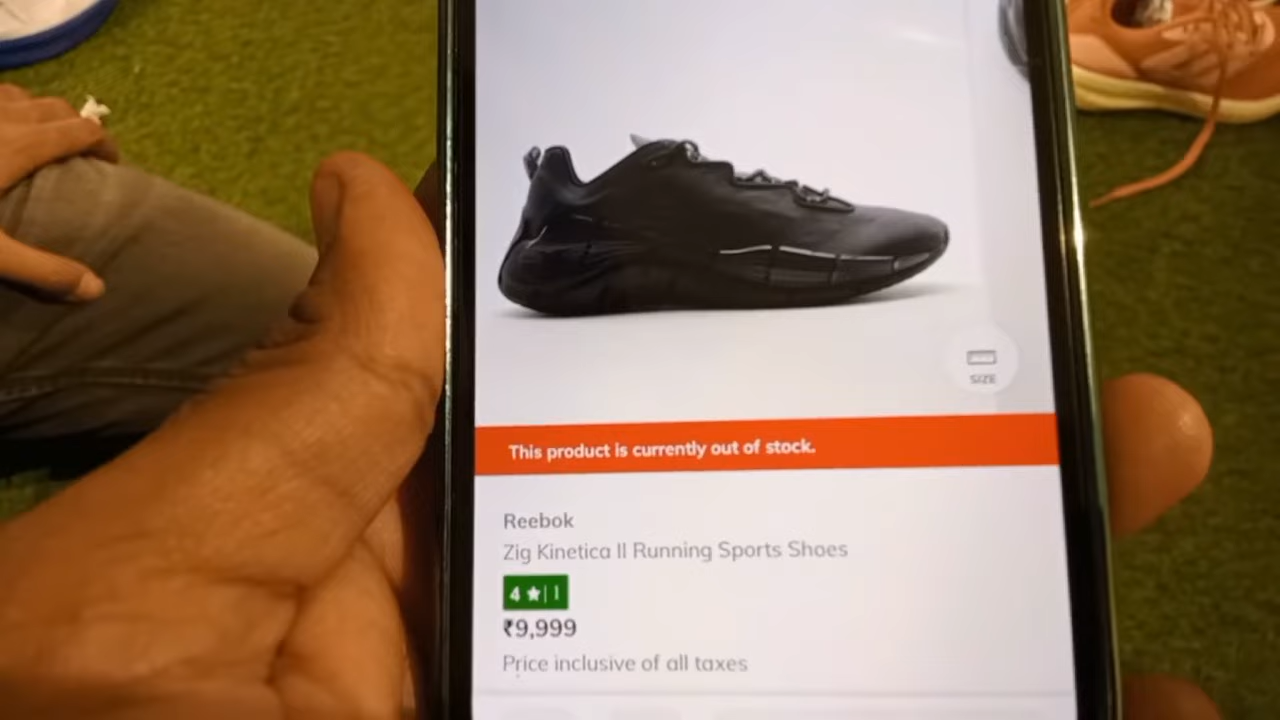 SIZE
This product is currently out of stock.
Reebok
Zig Kinetica II Running Sports Shoes
4 ★ | 1
₹9,999
Price inclusive of all taxes